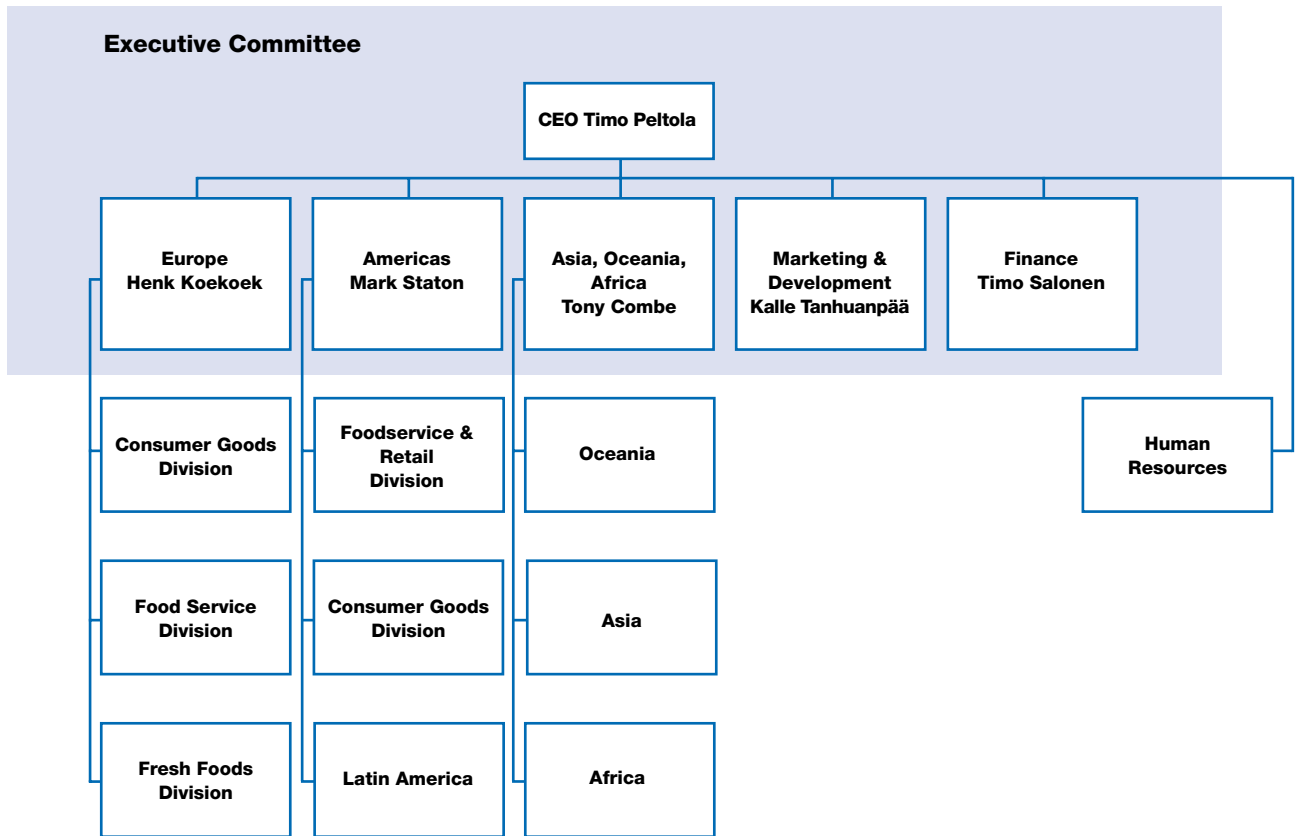 Executive Committee
CEO Timo Peltola
Europe
Henk Koekoek
Americas
Mark Staton
Asia, Oceania,
Africa
Tony Combe
Marketing &
Development
Kalle Tanhuanpää
Finance
Timo Salonen
Consumer Goods
Division
Foodservice &
Retail
Division
Oceania
Human
Resources
Food Service
Division
Consumer Goods
Division
Asia
Fresh Foods
Division
Latin America
Africa